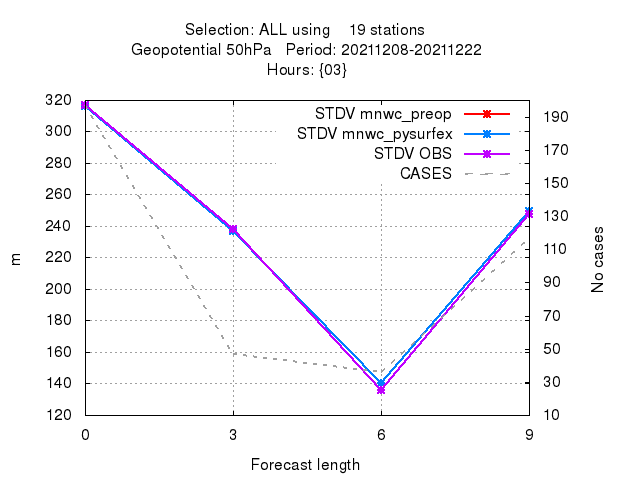 Selection: ALL using 19 stations
Geopotential 50hPa Period: 20211208-20211222
Hours: {03}
STDV mnwc_preop
STDV mnwc_pysurfex
STDV OBS
CASES
m
320
300
280
260
240
220
200
180
160
140
120
No cases
190
170
150
130
110
90
70
50
30
10
0 3 6 9
Forecast length